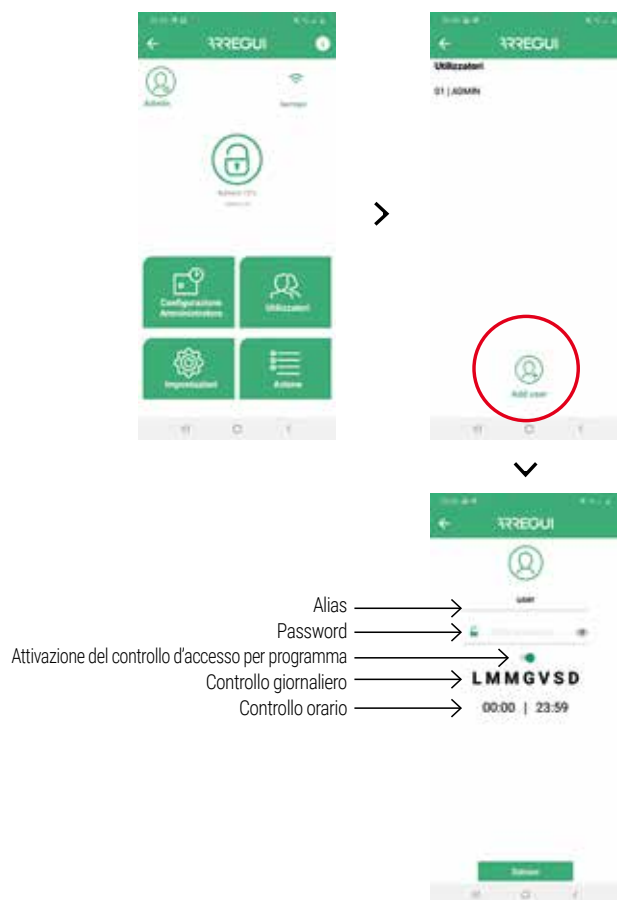 ARREGUI
Admin
Configurazione
Amministratore
Utilizzatori
Impostazioni
Azione
ARREGUI
Utilizzatori
01 | ADMIN
Add user
ARREGUI
USER
Alias
Password
Attivazione del controllo d'accesso per programma
Controllo giornaliero
LMMGVSD
Controllo orario
00:00 | 23:59